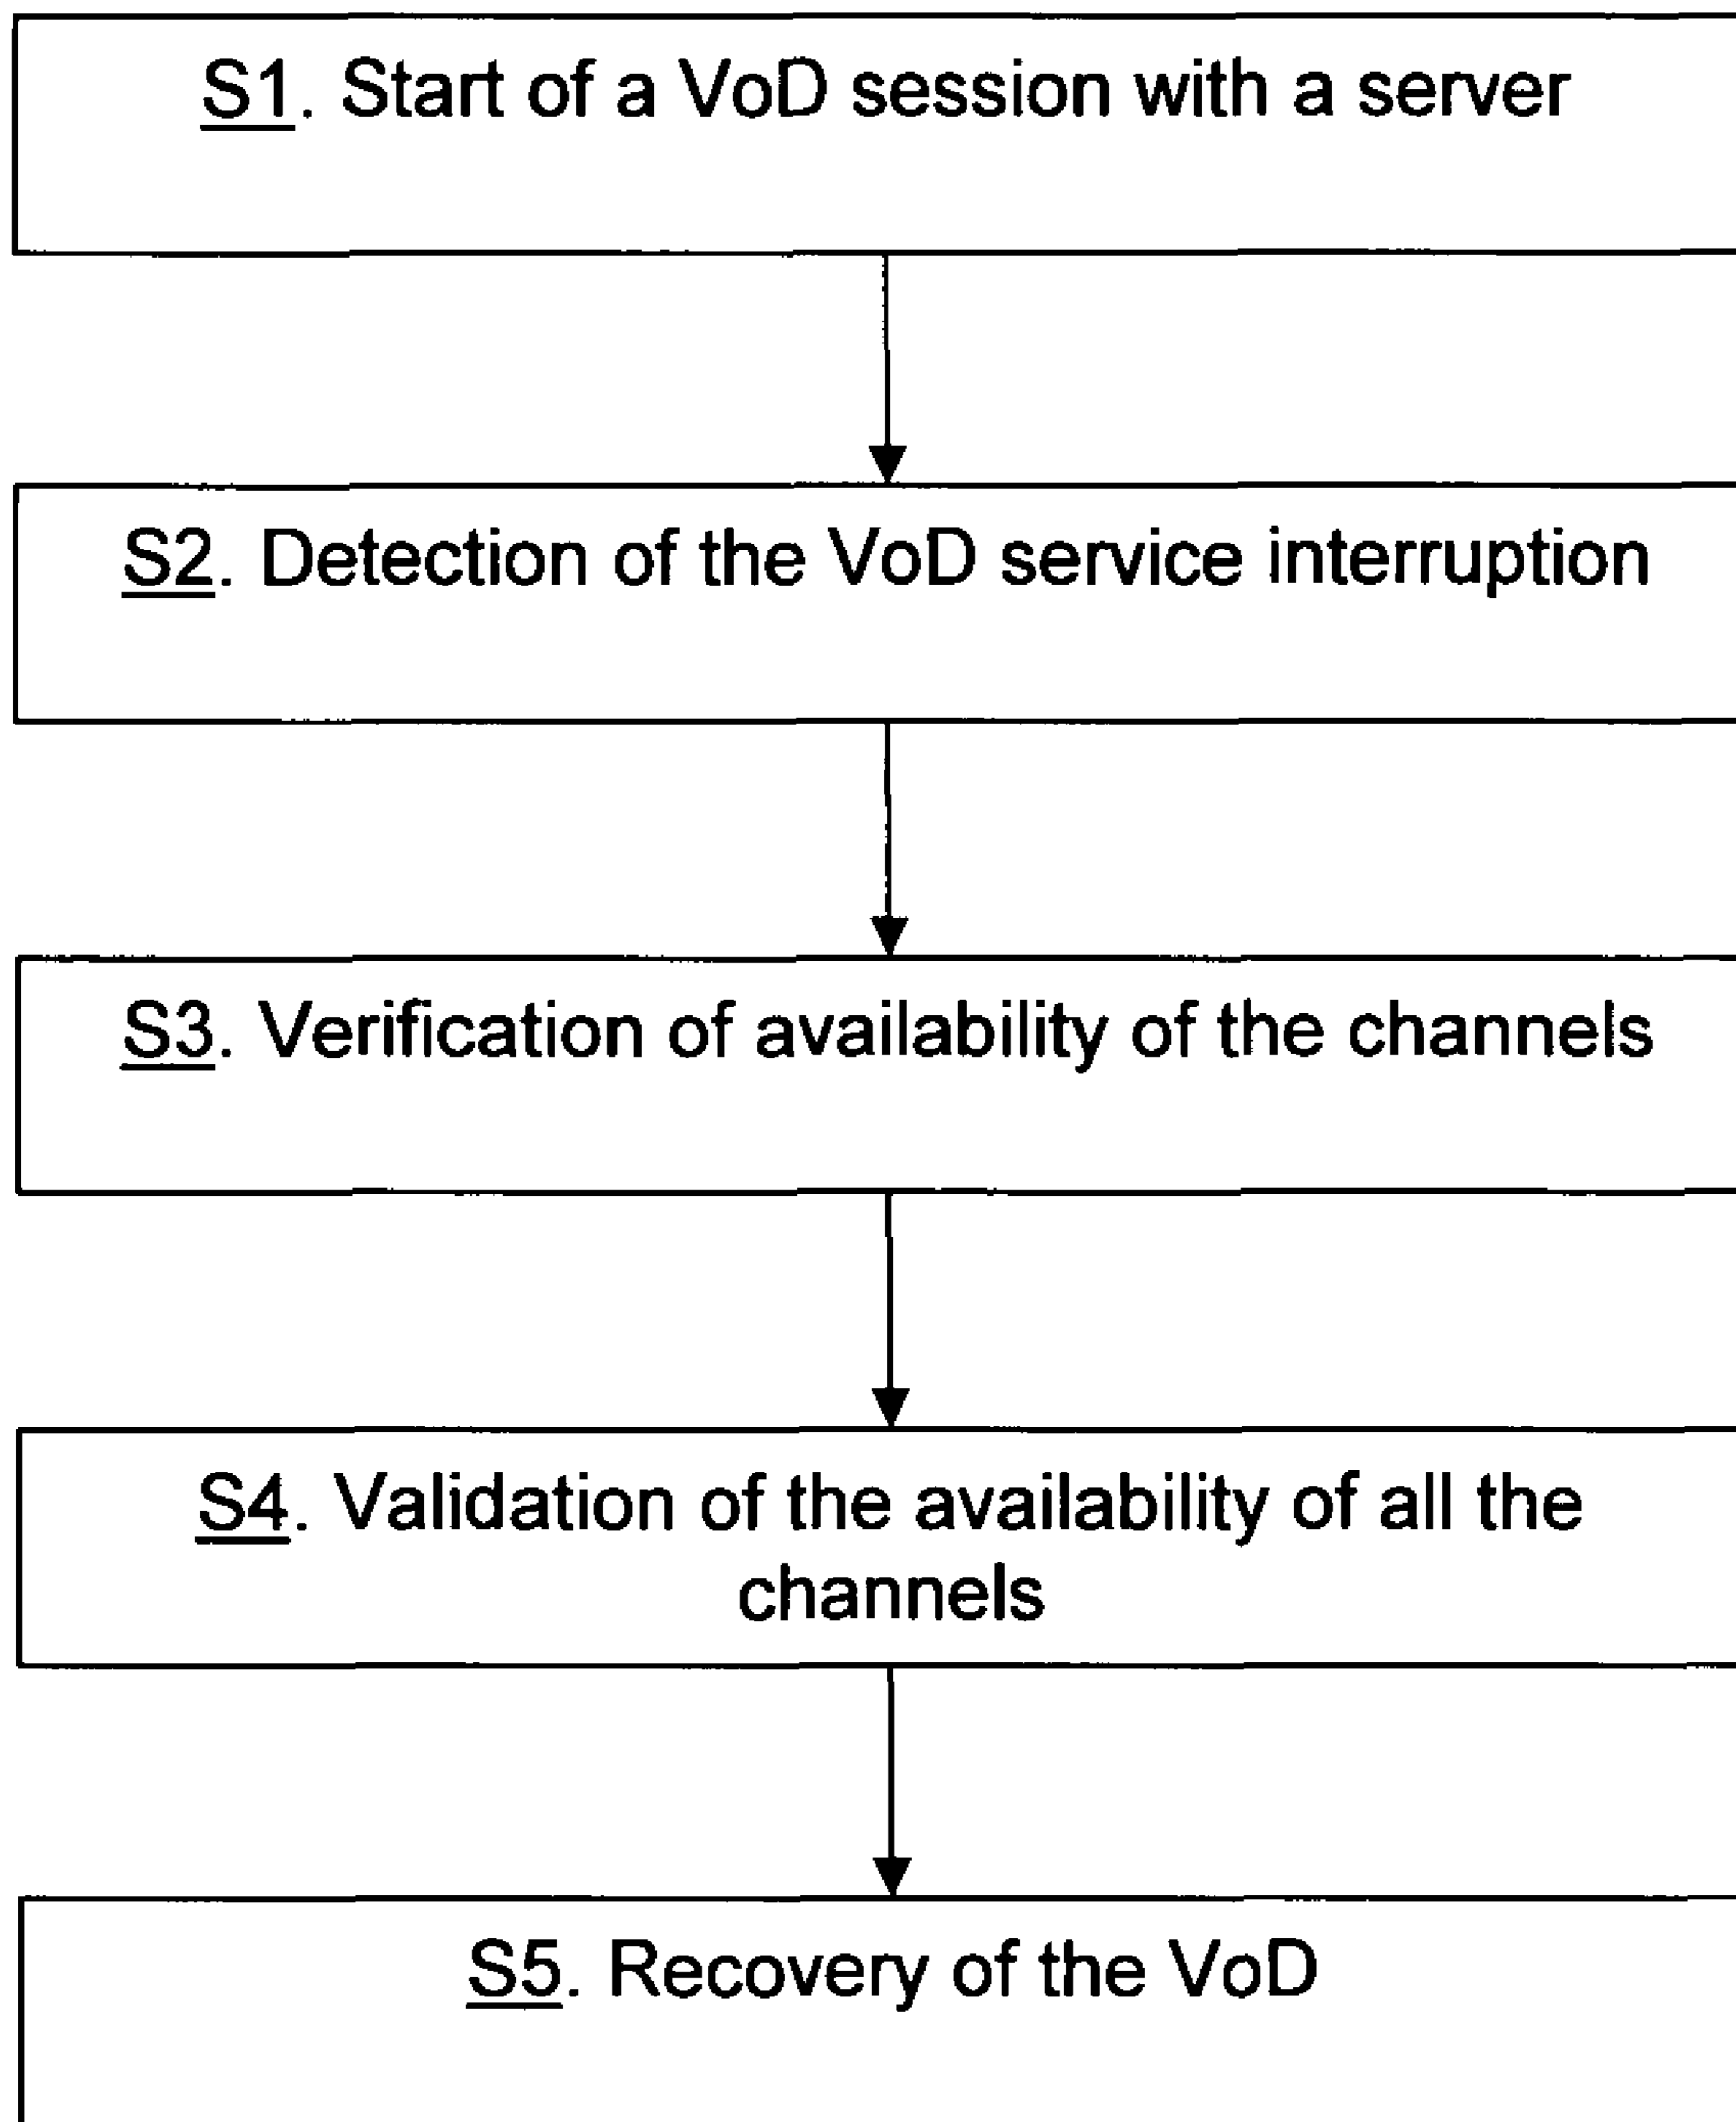 S1. Start of a VoD session with a server
S2. Detection of the VoD service interruption
S3. Verification of availability of the channels
S4. Validation of the availability of all the
channels
S5. Recovery of the VoD